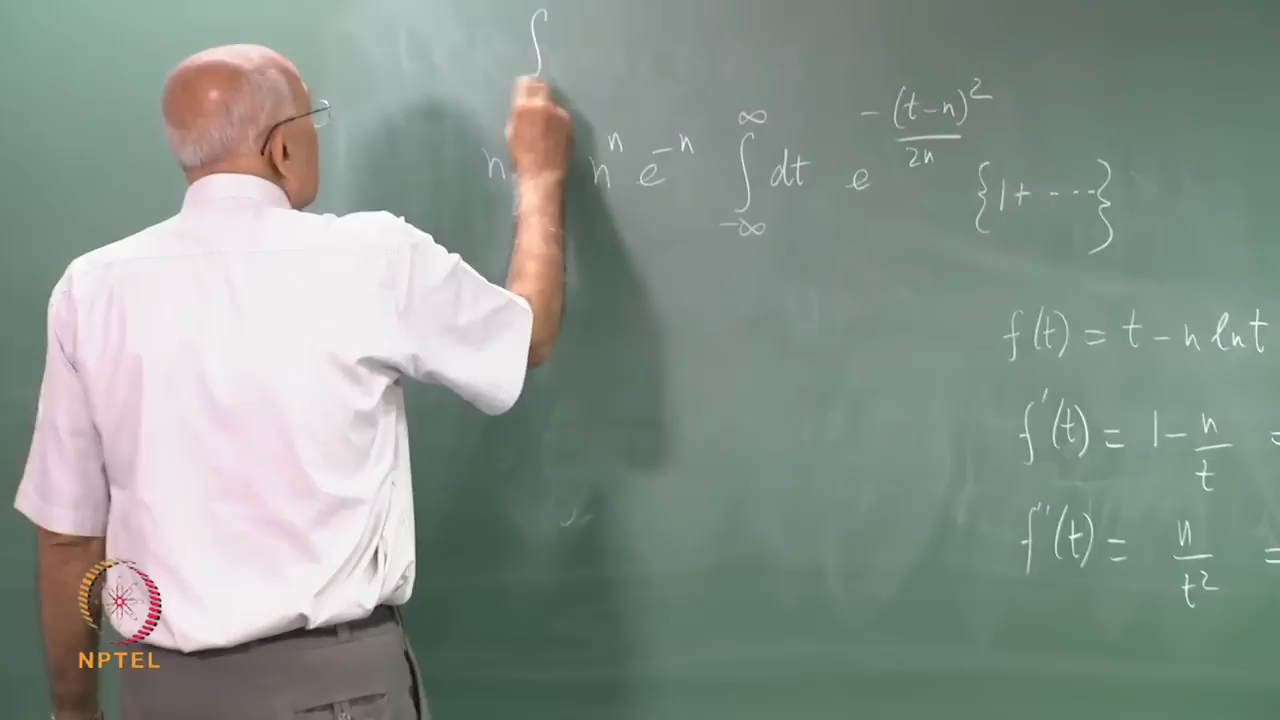 ∫
n n^n e^{-n} ∫_{-∞}^{∞} dt e^{-(t-n)^2/2n} {1+ ----}
f(t) = t - n ln t
f'(t) = 1 - n/t =
f''(t) = n/t^2 =
NPTEL